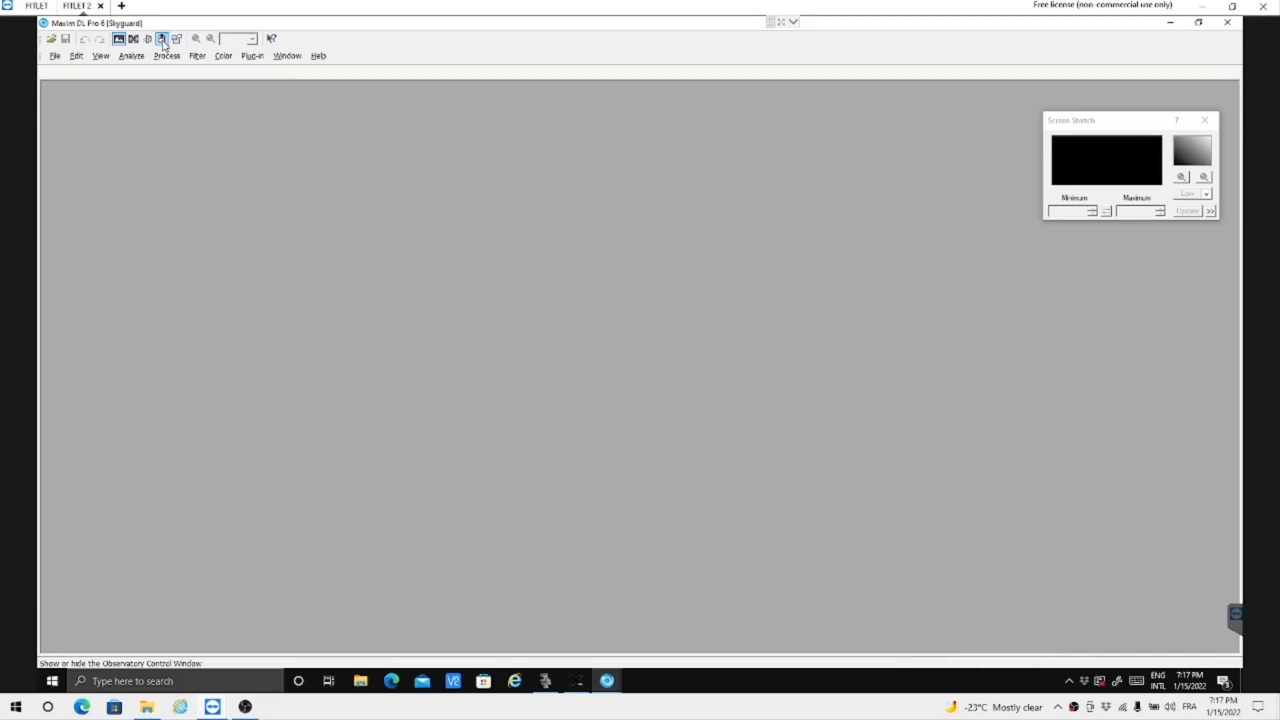 FITLET
FITLET 2
Free license (non-commercial use only)
MaxIm DL Pro 6 [Skyguard]
File Edit View Analyze Process Filter Color Plug-in Window Help
Screen Stretch
Minimum
Maximum
Low
Update >>
Show or hide the Observatory Control Window
Type here to search
ENG
INTL
7:17 PM
1/15/2022
-23°C Mostly clear
FRA
7:17 PM
1/15/2022